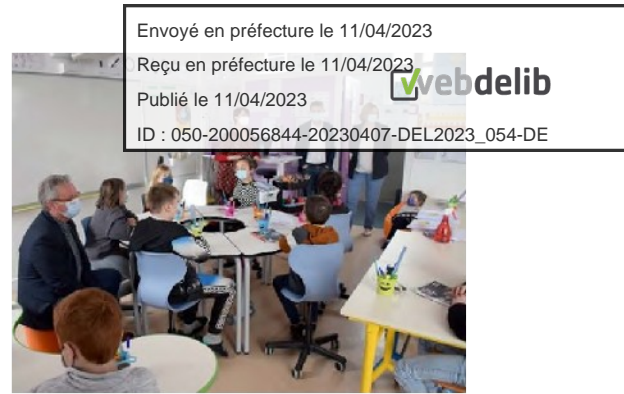 Envoyé en préfecture le 11/04/2023
Reçu en préfecture le 11/04/2023
Publié le 11/04/2023
webdelib
ID : 050-200056844-20230407-DEL2023_054-DE